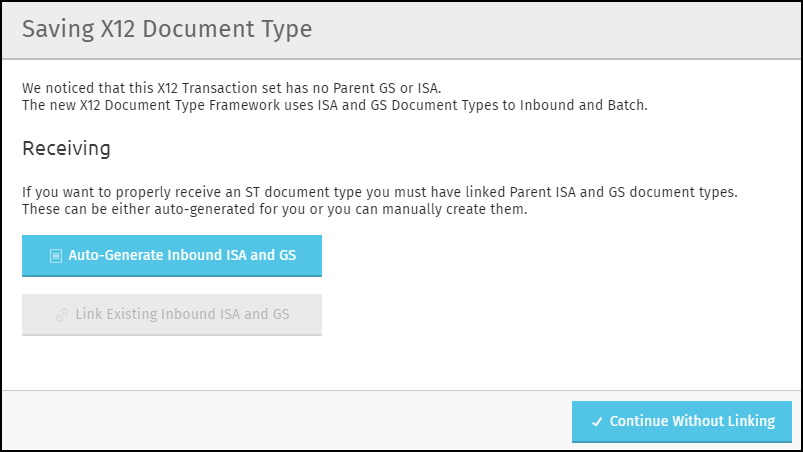 Saving X12 Document Type
We noticed that this X12 Transaction set has no Parent GS or ISA.
The new X12 Document Type Framework uses ISA and GS Document Types to Inbound and Batch.
Receiving
If you want to properly receive an ST document type you must have linked Parent ISA and GS document types.
These can be either auto-generated for you or you can manually create them.
Auto-Generate Inbound ISA and GS
Link Existing Inbound ISA and GS
Continue Without Linking